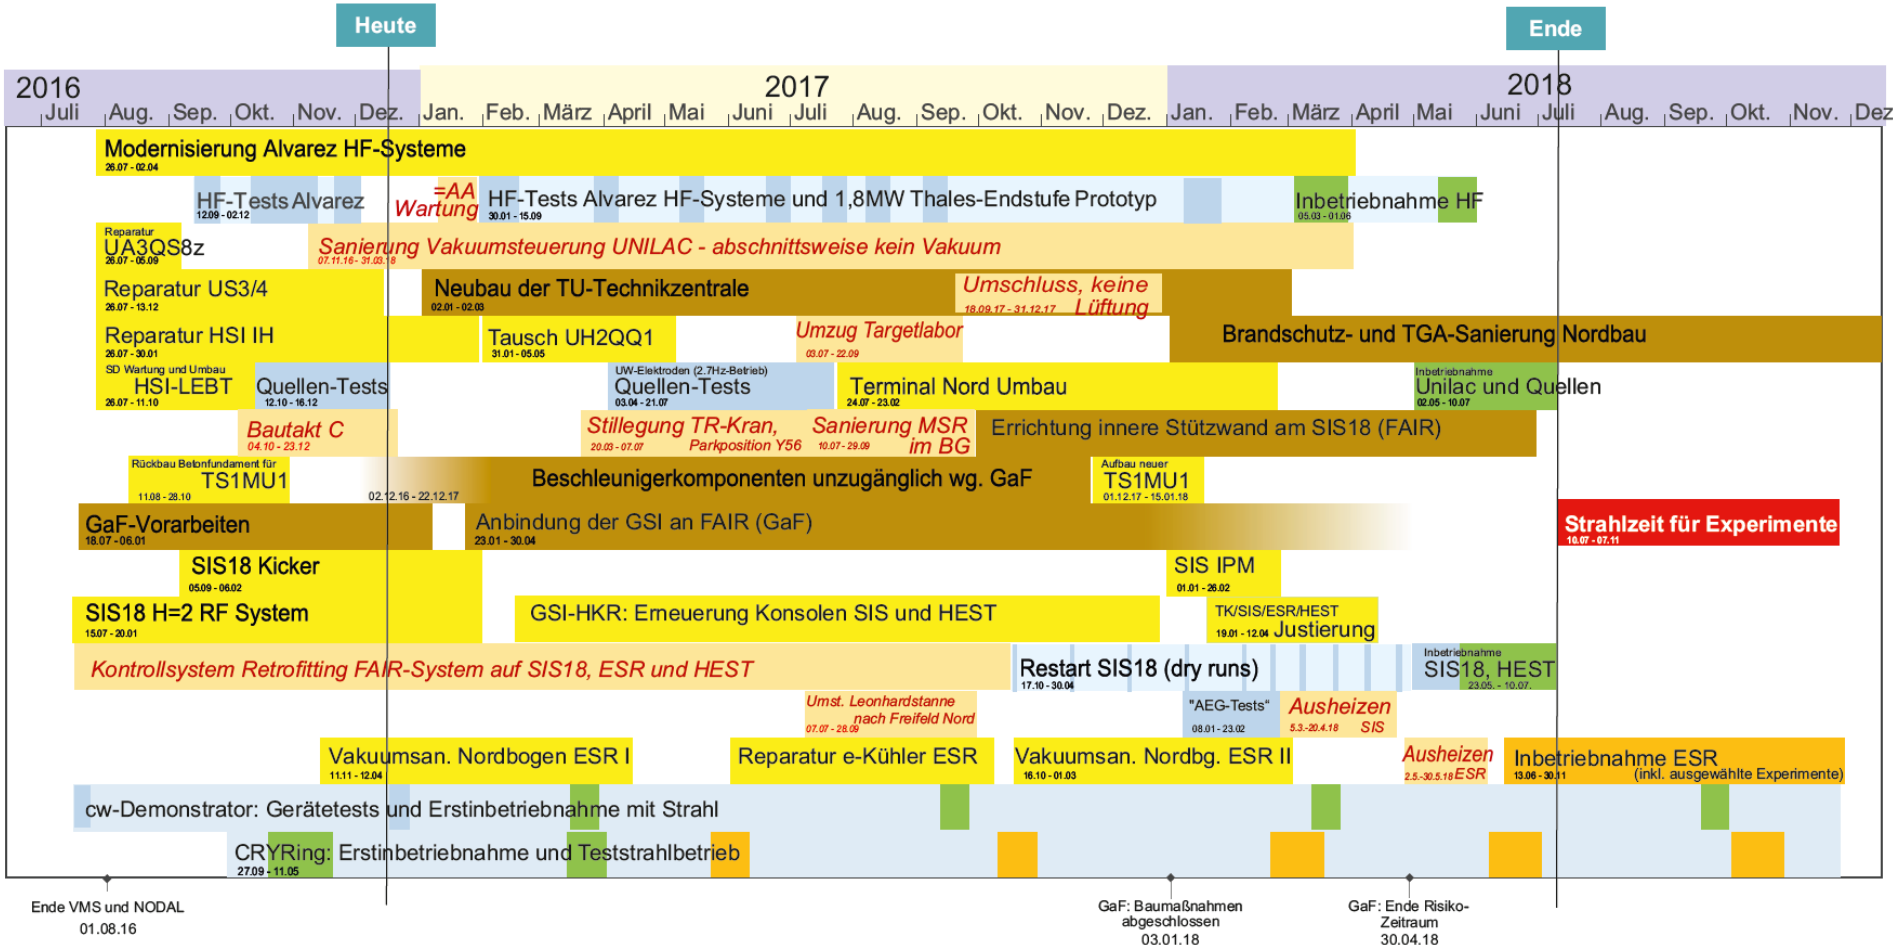 Heute
Ende
2016
2017
2018
Juli Aug. Sep. Okt. Nov. Dez. Jan. Feb. März April Mai Juni Juli Aug. Sep. Okt. Nov. Dez. Jan. Feb. März April Mai Juni Juli Aug. Sep. Okt. Nov. Dez
Modernisierung Alvarez HF-Systeme
26.07 - 02.04
HF-Tests Alvarez
12.09 - 02.12
=AA
Wartung
HF-Tests Alvarez HF-Systeme und 1,8MW Thales-Endstufe Prototyp
30.01 - 15.09
Inbetriebnahme HF
05.03 - 01.06
Reparatur
UA3QS8z
26.07 - 05.09
Sanierung Vakuumsteuerung UNILAC - abschnittsweise kein Vakuum
07.11.16 - 31.03.18
Reparatur US3/4
26.07 - 13.12
Neubau der TU-Technikzentrale
02.01 - 02.03
Umschluss, keine
18.09.17 - 31.12.17 Lüftung
Reparatur HSI IH
26.07 - 30.01
Tausch UH2QQ1
31.01 - 05.05
Umzug Targetlabor
03.07 - 22.09
Brandschutz- und TGA-Sanierung Nordbau
SD Wartung und Umbau
HSI-LEBT
26.07 - 11.10
Quellen-Tests
12.10 - 16.12
UW-Elektroden (2.7Hz-Betrieb)
Quellen-Tests
03.04 - 21.07
Terminal Nord Umbau
24.07 - 23.02
Inbetriebnahme
Unilac und Quellen
02.05 - 10.07
Bautakt C
04.10 - 23.12
Stillegung TR-Kran,
20.03 - 07.07 Parkposition Y56
Sanierung MSR
10.07 - 29.09 im BG
Errichtung innere Stützwand am SIS18 (FAIR)
Rückbau Betonfundament für
TS1MU1
11.08 - 28.10
02.12.16 - 22.12.17
Beschleunigerkomponenten unzugänglich wg. GaF
Aufbau neuer
TS1MU1
01.12.17 - 15.01.18
GaF-Vorarbeiten
18.07 - 06.01
Anbindung der GSI an FAIR (GaF)
23.01 - 30.04
Strahlzeit für Experimente
10.07 - 07.11
SIS18 Kicker
05.09 - 06.02
SIS IPM
01.01 - 26.02
SIS18 H=2 RF System
15.07 - 20.01
GSI-HKR: Erneuerung Konsolen SIS und HEST
TK/SIS/ESR/HEST
19.01 - 12.04 Justierung
Kontrollsystem Retrofitting FAIR-System auf SIS18, ESR und HEST
Restart SIS18 (dry runs)
17.10 - 30.04
Inbetriebnahme
SIS18, HEST
23.05. - 10.07.
Umst. Leonhardstanne
nach Freifeld Nord
07.07 - 28.09
"AEG-Tests“
08.01 - 23.02
Ausheizen
5.3.-20.4.18 SIS
Vakuumsan. Nordbogen ESR I
11.11 - 12.04
Reparatur e-Kühler ESR
Vakuumsan. Nordbg. ESR II
16.10 - 01.03
Ausheizen
2.5.-30.5.18 ESR
Inbetriebnahme ESR
13.06 - 30.11 (inkl. ausgewählte Experimente)
cw-Demonstrator: Gerätetests und Erstinbetriebnahme mit Strahl
CRYRing: Erstinbetriebnahme und Teststrahlbetrieb
27.09 - 11.05
Ende VMS und NODAL
01.08.16
GaF: Baumaßnahmen
abgeschlossen
03.01.18
GaF: Ende Risiko-
Zeitraum
30.04.18